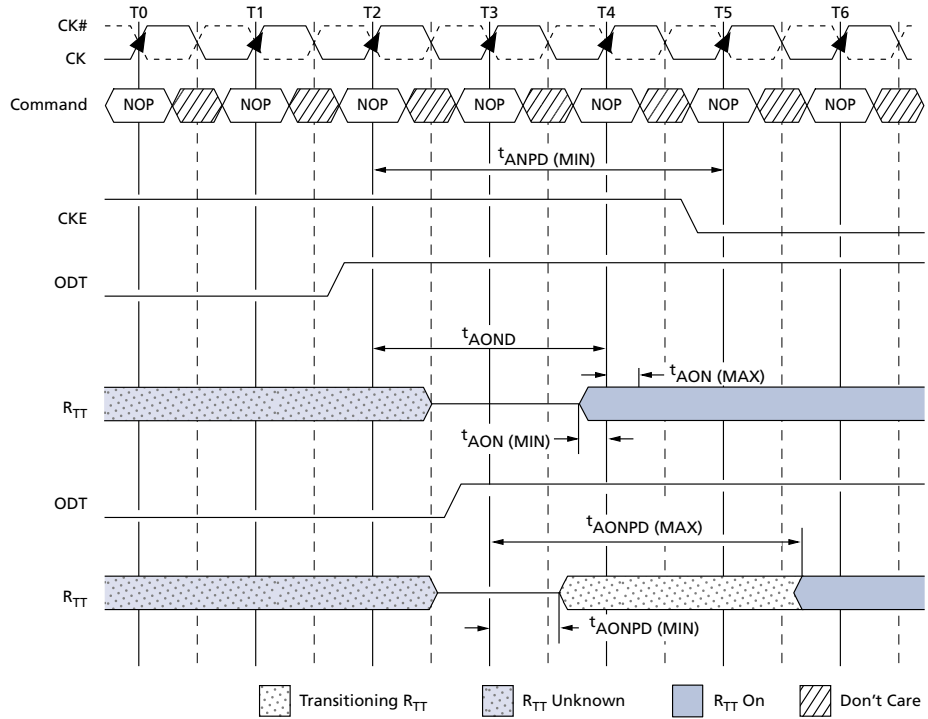 T0 T1 T2 T3 T4 T5 T6
CK#
CK
Command NOP NOP NOP NOP NOP NOP NOP
tANPD (MIN)
CKE
ODT
tAOND
tAON (MAX)
RTT
tAON (MIN)
ODT
tAONPD (MAX)
RTT
tAONPD (MIN)
Transitioning RTT RTT Unknown RTT On Don't Care